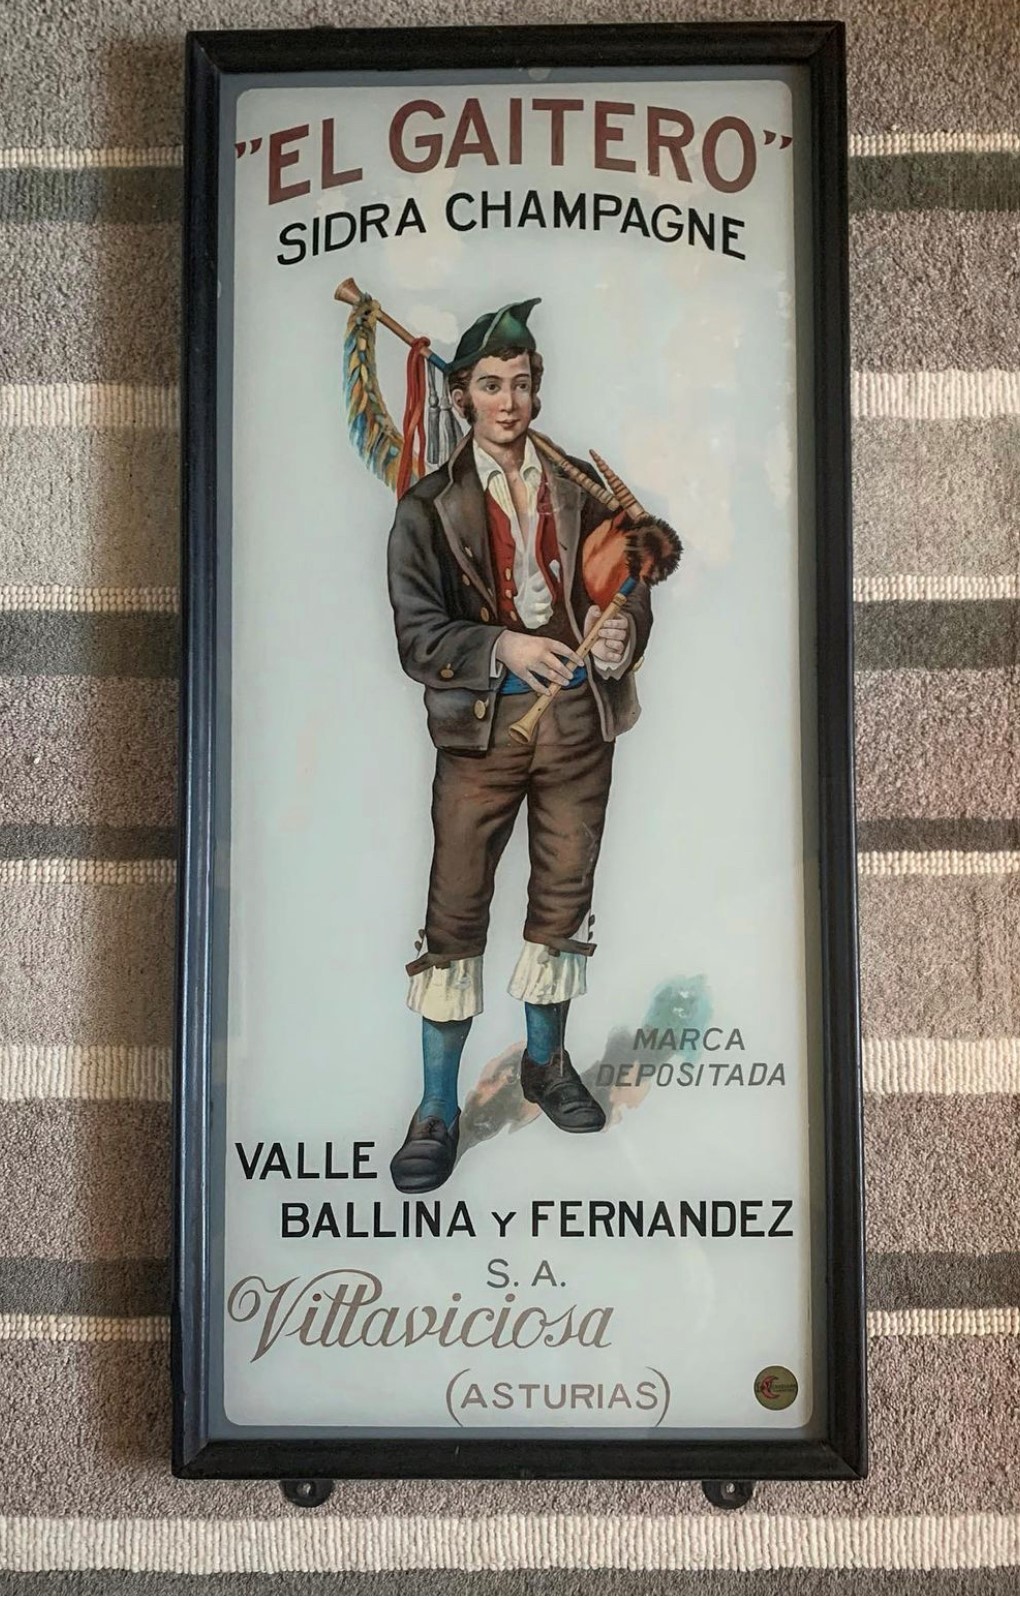 "EL GAITERO"
SIDRA CHAMPAGNE
MARCA
DEPOSITADA
VALLE
BALLINA Y FERNANDEZ
S. A.
Villaviciosa
(ASTURIAS)